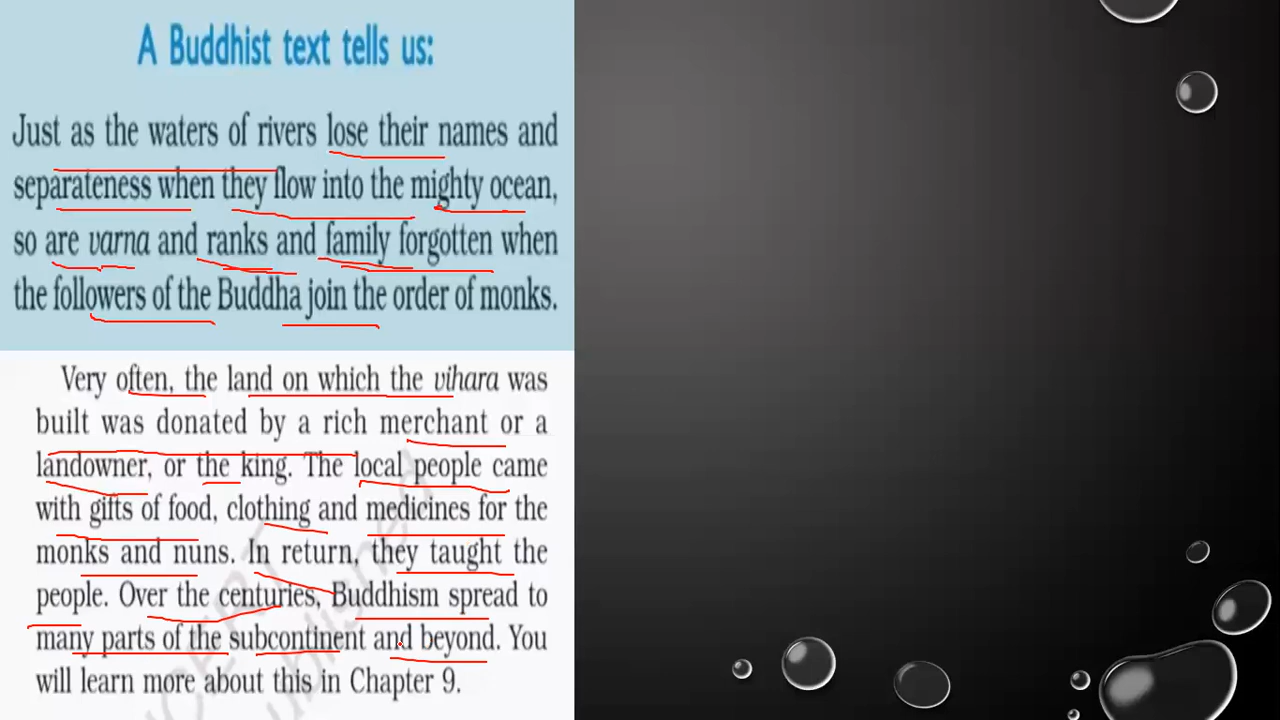 A Buddhist text tells us:
Just as the waters of rivers lose their names and
separateness when they flow into the mighty ocean,
so are varna and ranks and family forgotten when
the followers of the Buddha join the order of monks.
Very often, the land on which the vihara was
built was donated by a rich merchant or a
landowner, or the king. The local people came
with gifts of food, clothing and medicines for the
monks and nuns. In return, they taught the
people. Over the centuries, Buddhism spread to
many parts of the subcontinent and beyond. You
will learn more about this in Chapter 9.